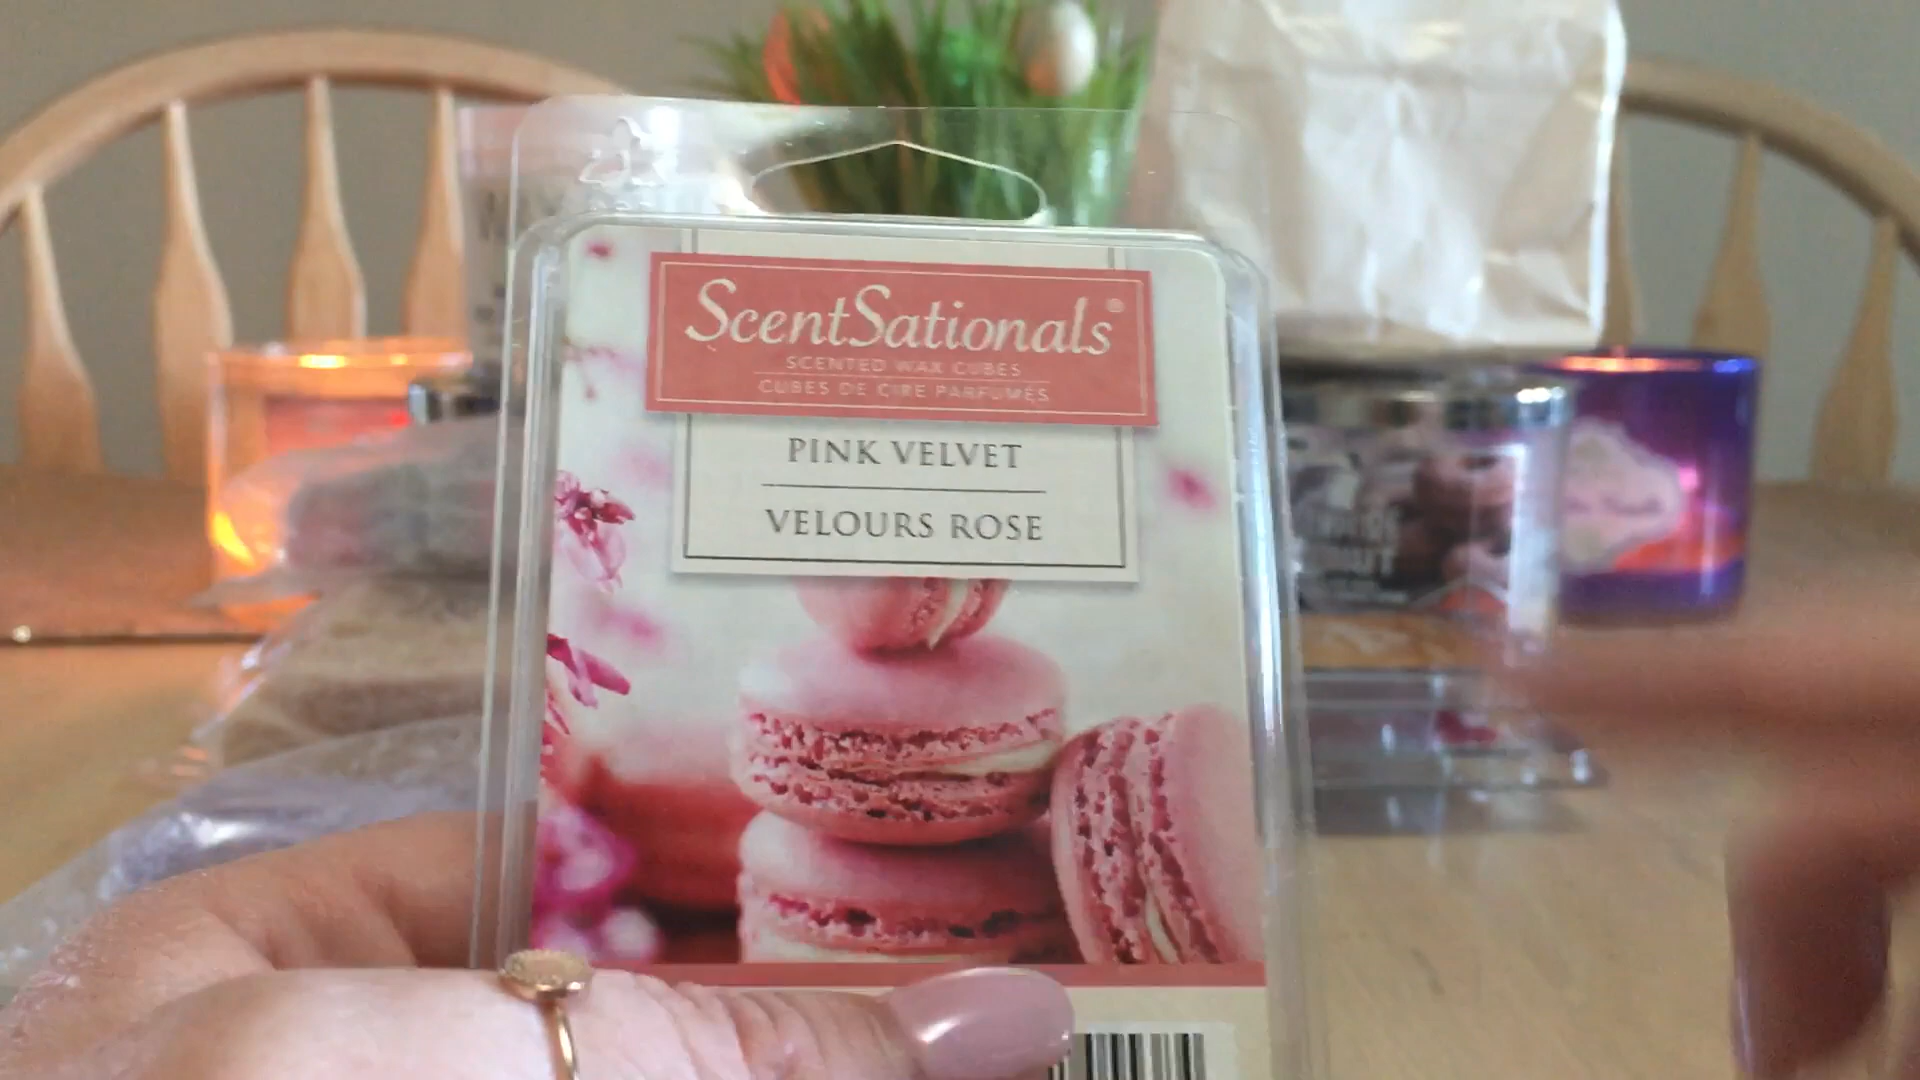 ScentSationals®
SCENTED WAX CUBES
CUBES DE CIRE PARFUMÉS
PINK VELVET
VELOURS ROSE